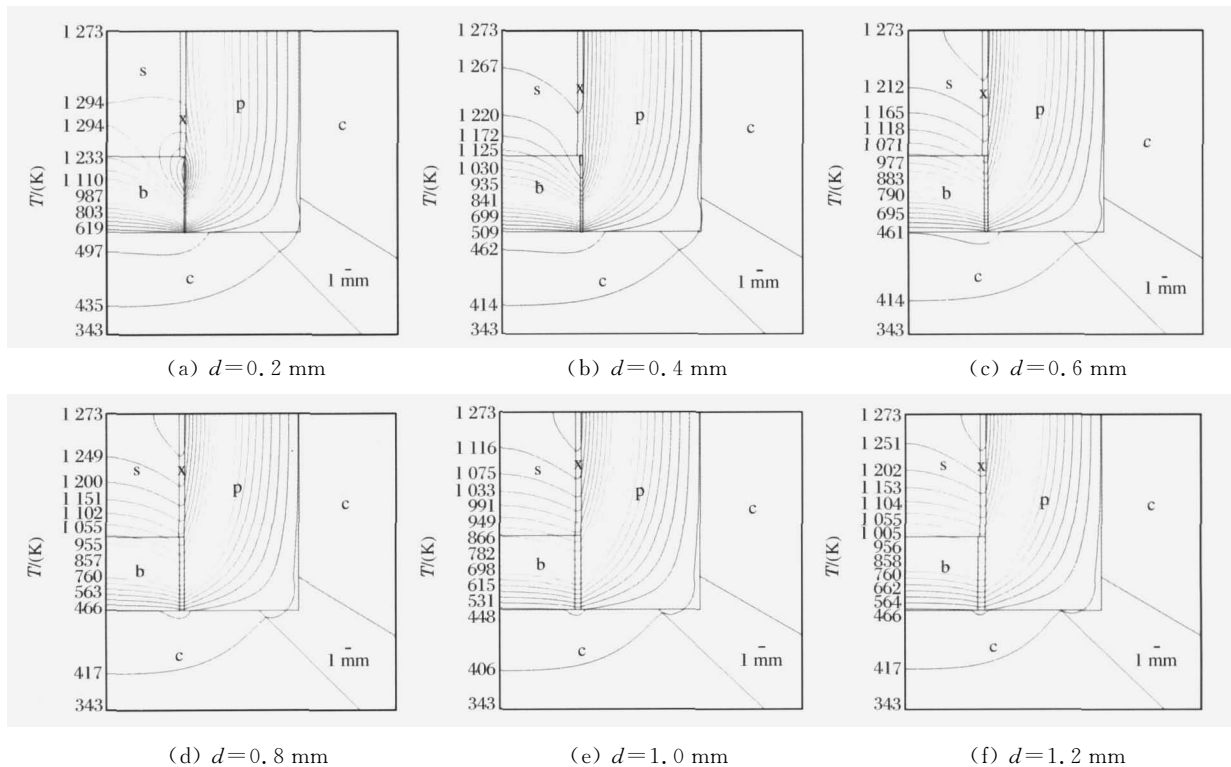 1 273
1 294
1 294
1 233
1 110
987
803
619
497
435
343
T/(K)
s
x
p
c
b
c
1 mm
(a) d=0.2 mm
1 273
1 267
1 220
1 172
1 125
1 030
935
841
699
509
462
414
343
T/(K)
s
x
p
c
b
c
1 mm
(b) d=0.4 mm
1 273
1 212
1 165
1 118
1 071
977
883
790
695
461
414
343
T/(K)
s
x
p
c
b
c
1 mm
(c) d=0.6 mm
1 273
1 249
1 200
1 151
1 102
1 055
955
857
760
563
466
417
343
T/(K)
s
x
p
c
b
c
1 mm
(d) d=0.8 mm
1 273
1 116
1 075
1 033
991
949
866
782
698
615
531
448
406
343
T/(K)
s
x
p
c
b
c
1 mm
(e) d=1.0 mm
1 273
1 251
1 202
1 153
1 104
1 055
1 005
956
858
760
662
564
466
417
343
T/(K)
s
x
p
c
b
c
1 mm
(f) d=1.2 mm